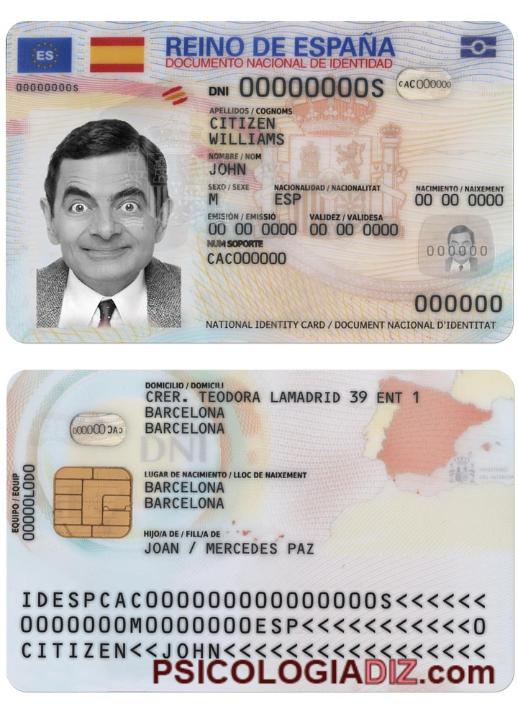 ES
REINO DE ESPAÑA
DOCUMENTO NACIONAL DE IDENTIDAD
00000000S
DNI 00000000S
CAC000000
APELLIDOS / COGNOMS
CITIZEN
WILLIAMS
NOMBRE / NOM
JOHN
SEXO / SEXE NACIONALIDAD / NACIONALITAT NACIMIENTO / NAIXEMENT
M ESP 00 00 0000
EMISIÓN / EMISSIÓ VALIDEZ / VALIDESA
00 00 0000 00 00 0000
NUM SOPORTE
CAC000000
000000
000000
NATIONAL IDENTITY CARD / DOCUMENT NACIONAL D'IDENTITAT
DOMICILIO / DOMICILI
CRER. TEODORA LAMADRID 39 ENT 1
BARCELONA
BARCELONA
DNI
LUGAR DE NACIMIENTO / LLOC DE NAIXEMENT
BARCELONA
BARCELONA
EQUIPO / EQUIP
00000L0D0
HIJO/A DE / FILL/A DE
JOAN / MERCEDES PAZ
IDESPCAC000000000000000S<<<<<<
0000000M0000000ESP<<<<<<<<<<<0
CITIZEN<<JOHN<<<<<<<<<<<<<<<<<
PSICOLOGIADIZ.com